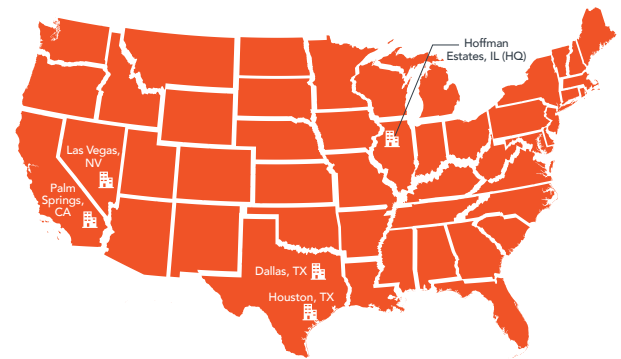 Hoffman
Estates, IL (HQ)
Las Vegas,
NV
Palm
Springs,
CA
Dallas, TX
Houston, TX